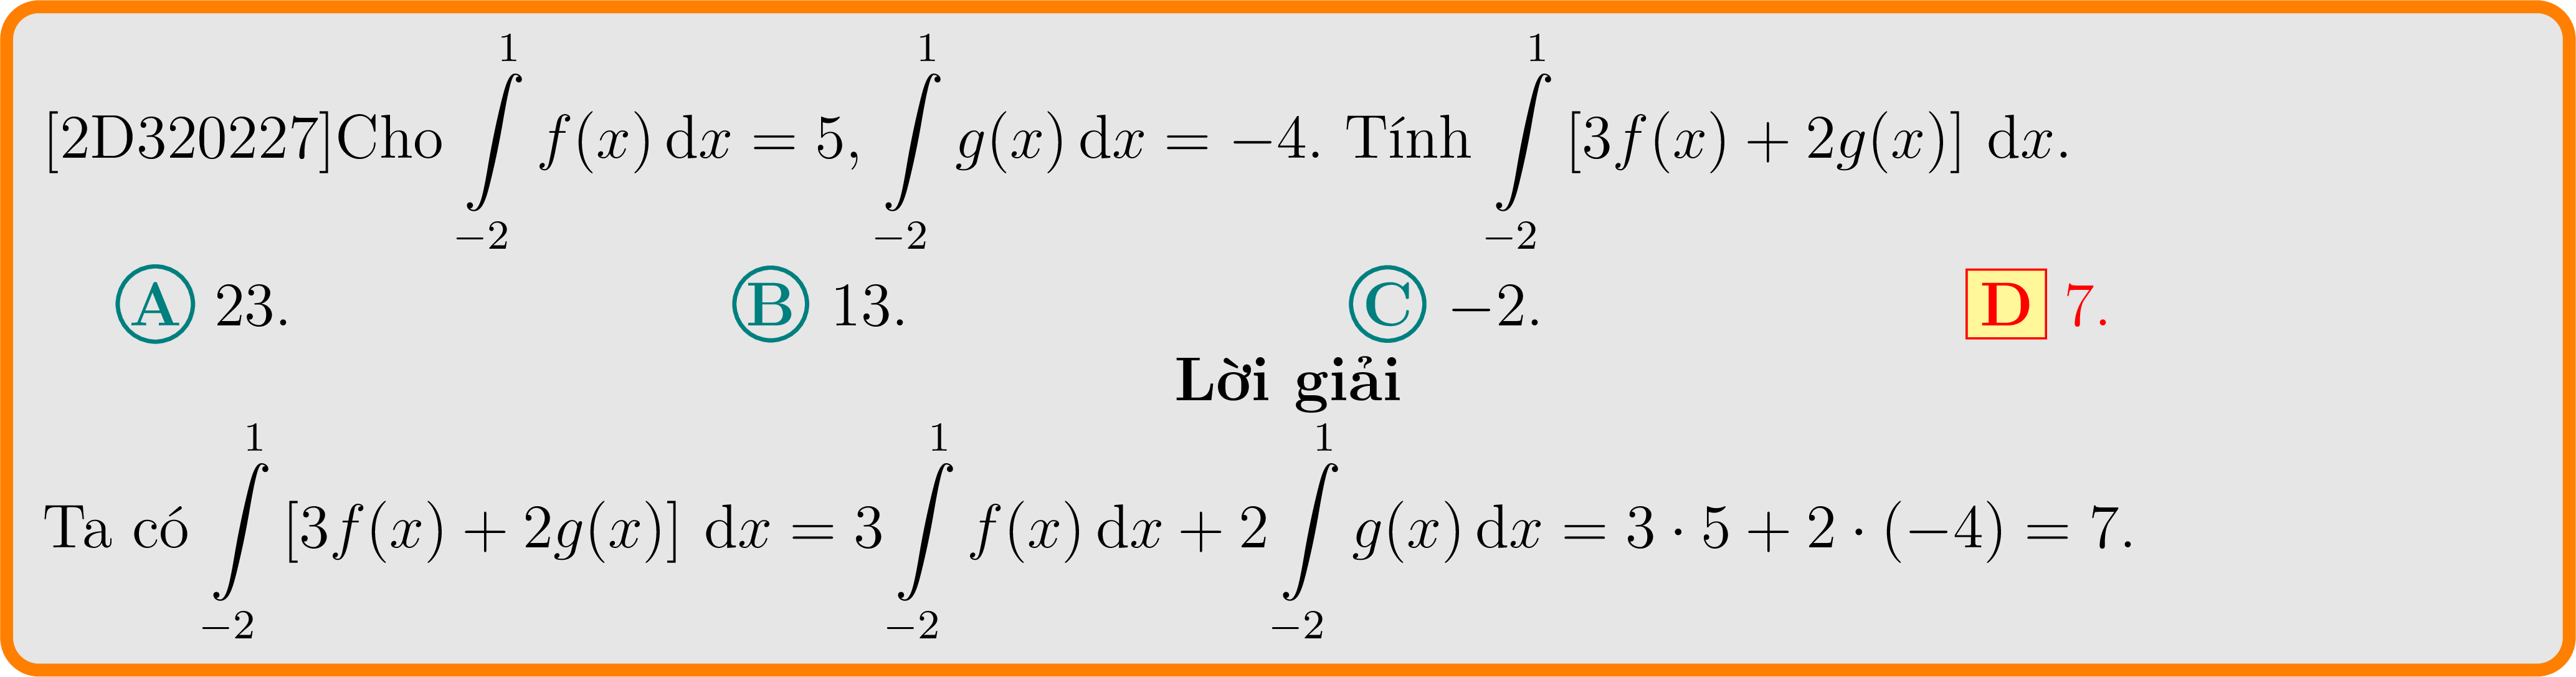 [2D320227]Cho $\int\limits_{-2}^{1} f(x)\,\mathrm{d}x = 5$, $\int\limits_{-2}^{1} g(x)\,\mathrm{d}x = -4$. Tính $\int\limits_{-2}^{1} [3f(x) + 2g(x)]\ \mathrm{d}x$.
A 23. B 13. C −2. D 7.
Lời giải
Ta có $\int\limits_{-2}^{1} [3f(x) + 2g(x)]\ \mathrm{d}x = 3\int\limits_{-2}^{1} f(x)\,\mathrm{d}x + 2\int\limits_{-2}^{1} g(x)\,\mathrm{d}x = 3 \cdot 5 + 2 \cdot (-4) = 7$.